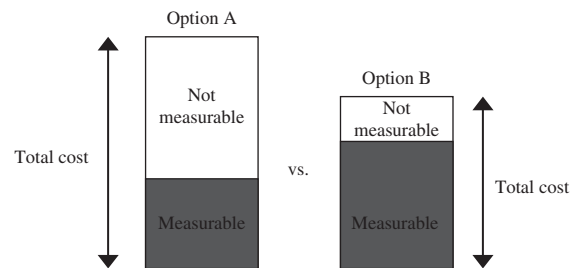 Option A
Not
measurable
Total cost
Measurable
vs.
Option B
Not
measurable
Measurable
Total cost